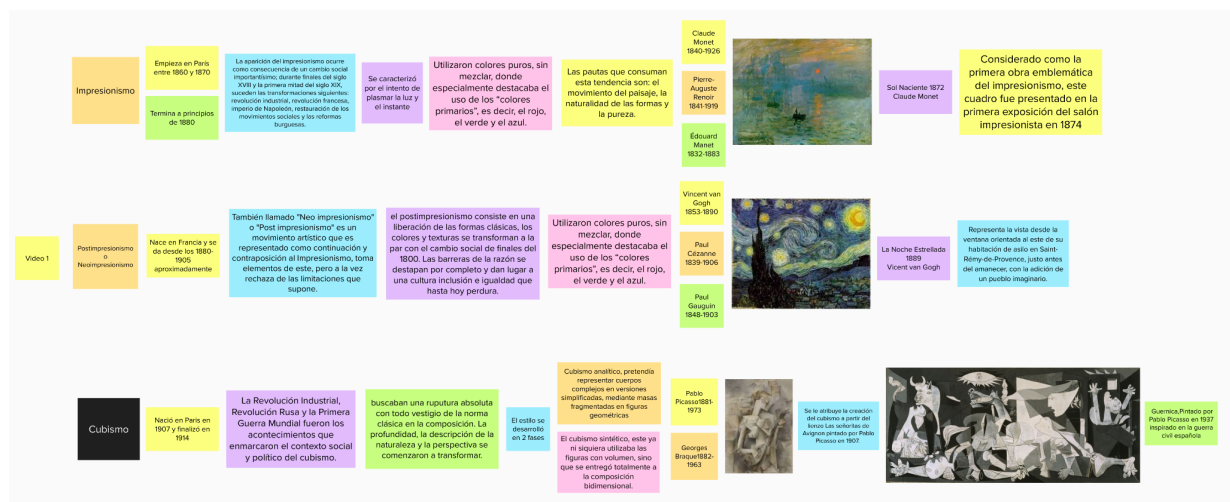 Video 1
Impresionismo
Empieza en París
entre 1860 y 1870
Termina a principios
de 1880
La aparición del impresionismo ocurre
como consecuencia de un cambio social
importantísimo; durante finales del siglo
XVIII y la primera mitad del siglo XIX,
suceden las transformaciones siguientes:
revolución industrial, revolución francesa,
imperio de Napoleón, restauración de los
movimientos sociales y las reformas
burguesas.
Se caracterizó
por el intento de
plasmar la luz y
el instante
Utilizaron colores puros, sin
mezclar, donde
especialmente destacaba el
uso de los “colores
primarios”, es decir, el rojo,
el verde y el azul.
Las pautas que consuman
esta tendencia son: el
movimiento del paisaje, la
naturalidad de las formas y
la pureza.
Claude
Monet
1840-1926
Pierre-
Auguste
Renoir
1841-1919
Édouard
Manet
1832-1883
Sol Naciente 1872
Claude Monet
Considerado como la
primera obra emblemática
del impresionismo, este
cuadro fue presentado en la
primera exposición del salón
impresionista en 1874
Postimpresionismo
o
Neoimpresionismo
Nace en Francia y se
da desde los 1880-
1905
aproximadamente
También llamado "Neo impresionismo"
o "Post impresionismo" es un
movimiento artístico que es
representado como continuación y
contraposición al Impresionismo, toma
elementos de este, pero a la vez
rechaza de las limitaciones que
supone.
el postimpresionismo consiste en una
liberación de las formas clásicas, los
colores y texturas se transforman a la
par con el cambio social de finales del
1800. Las barreras de la razón se
destapan por completo y dan lugar a
una cultura inclusión e igualdad que
hasta hoy perdura.
Utilizaron colores puros, sin
mezclar, donde
especialmente destacaba el
uso de los “colores
primarios”, es decir, el rojo,
el verde y el azul.
Vincent van
Gogh
1853-1890
Paul
Cézanne
1839-1906
Paul
Gauguin
1848-1903
La Noche Estrellada
1889
Vicent van Gogh
Representa la vista desde la
ventana orientada al este de su
habitación de asilo en Saint-
Rémy-de-Provence, justo antes
del amanecer, con la adición de
un pueblo imaginario.
Cubismo
Nació en París en
1907 y finalizó en
1914
La Revolución Industrial,
Revolución Rusa y la Primera
Guerra Mundial fueron los
acontecimientos que
enmarcaron el contexto social
y político del cubismo.
buscaban una ruputura absoluta
con todo vestigio de la norma
clásica en la composición. La
profundidad, la descripción de la
naturaleza y la perspectiva se
comenzaron a transformar.
El estilo se
desarrolló
en 2 fases
Cubismo analítico, pretendía
representar cuerpos
complejos en versiones
simplificadas, mediante masas
fragmentadas en figuras
geométricas
El cubismo sintético, este ya
ni siquiera utilizaba las
figuras con volumen, sino
que se entregó totalmente a
la composición
bidimensional.
Pablo
Picasso1881-
1973
Georges
Braque1882-
1963
Se le atribuye la creación
del cubismo a partir del
lienzo Las señoritas de
Avignon pintado por Pablo
Picasso en 1907.
Guernica,Pintado por
Pablo Picasso en 1937
inspirado en la guerra
civil española